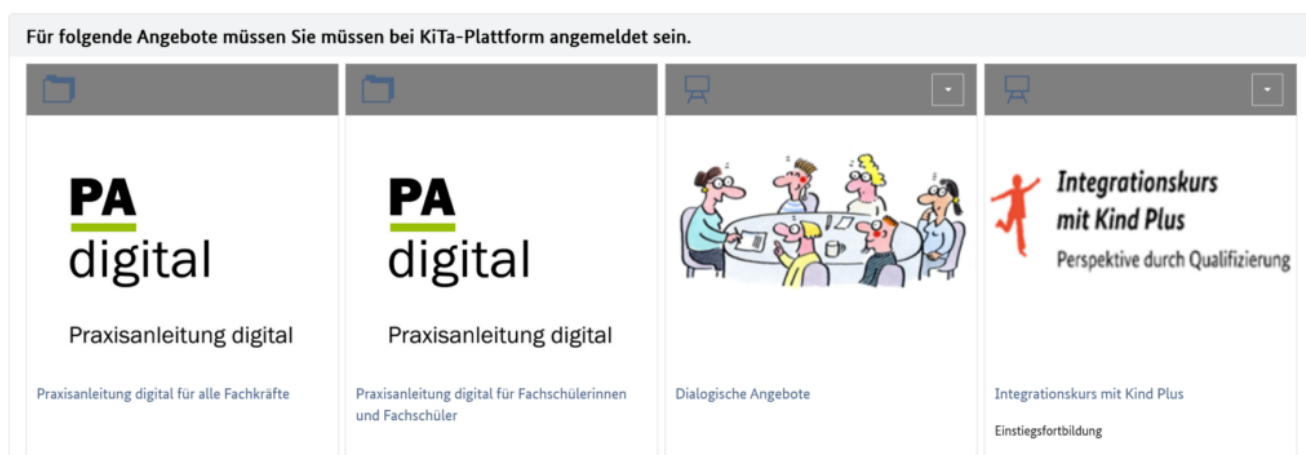 Für folgende Angebote müssen Sie müssen bei KiTa-Plattform angemeldet sein.
PA
digital
Praxisanleitung digital
Praxisanleitung digital für alle Fachkräfte
PA
digital
Praxisanleitung digital
Praxisanleitung digital für Fachschülerinnen
und Fachschüler
Dialogische Angebote
Integrationskurs
mit Kind Plus
Perspektive durch Qualifizierung
Integrationskurs mit Kind Plus
Einstiegsfortbildung